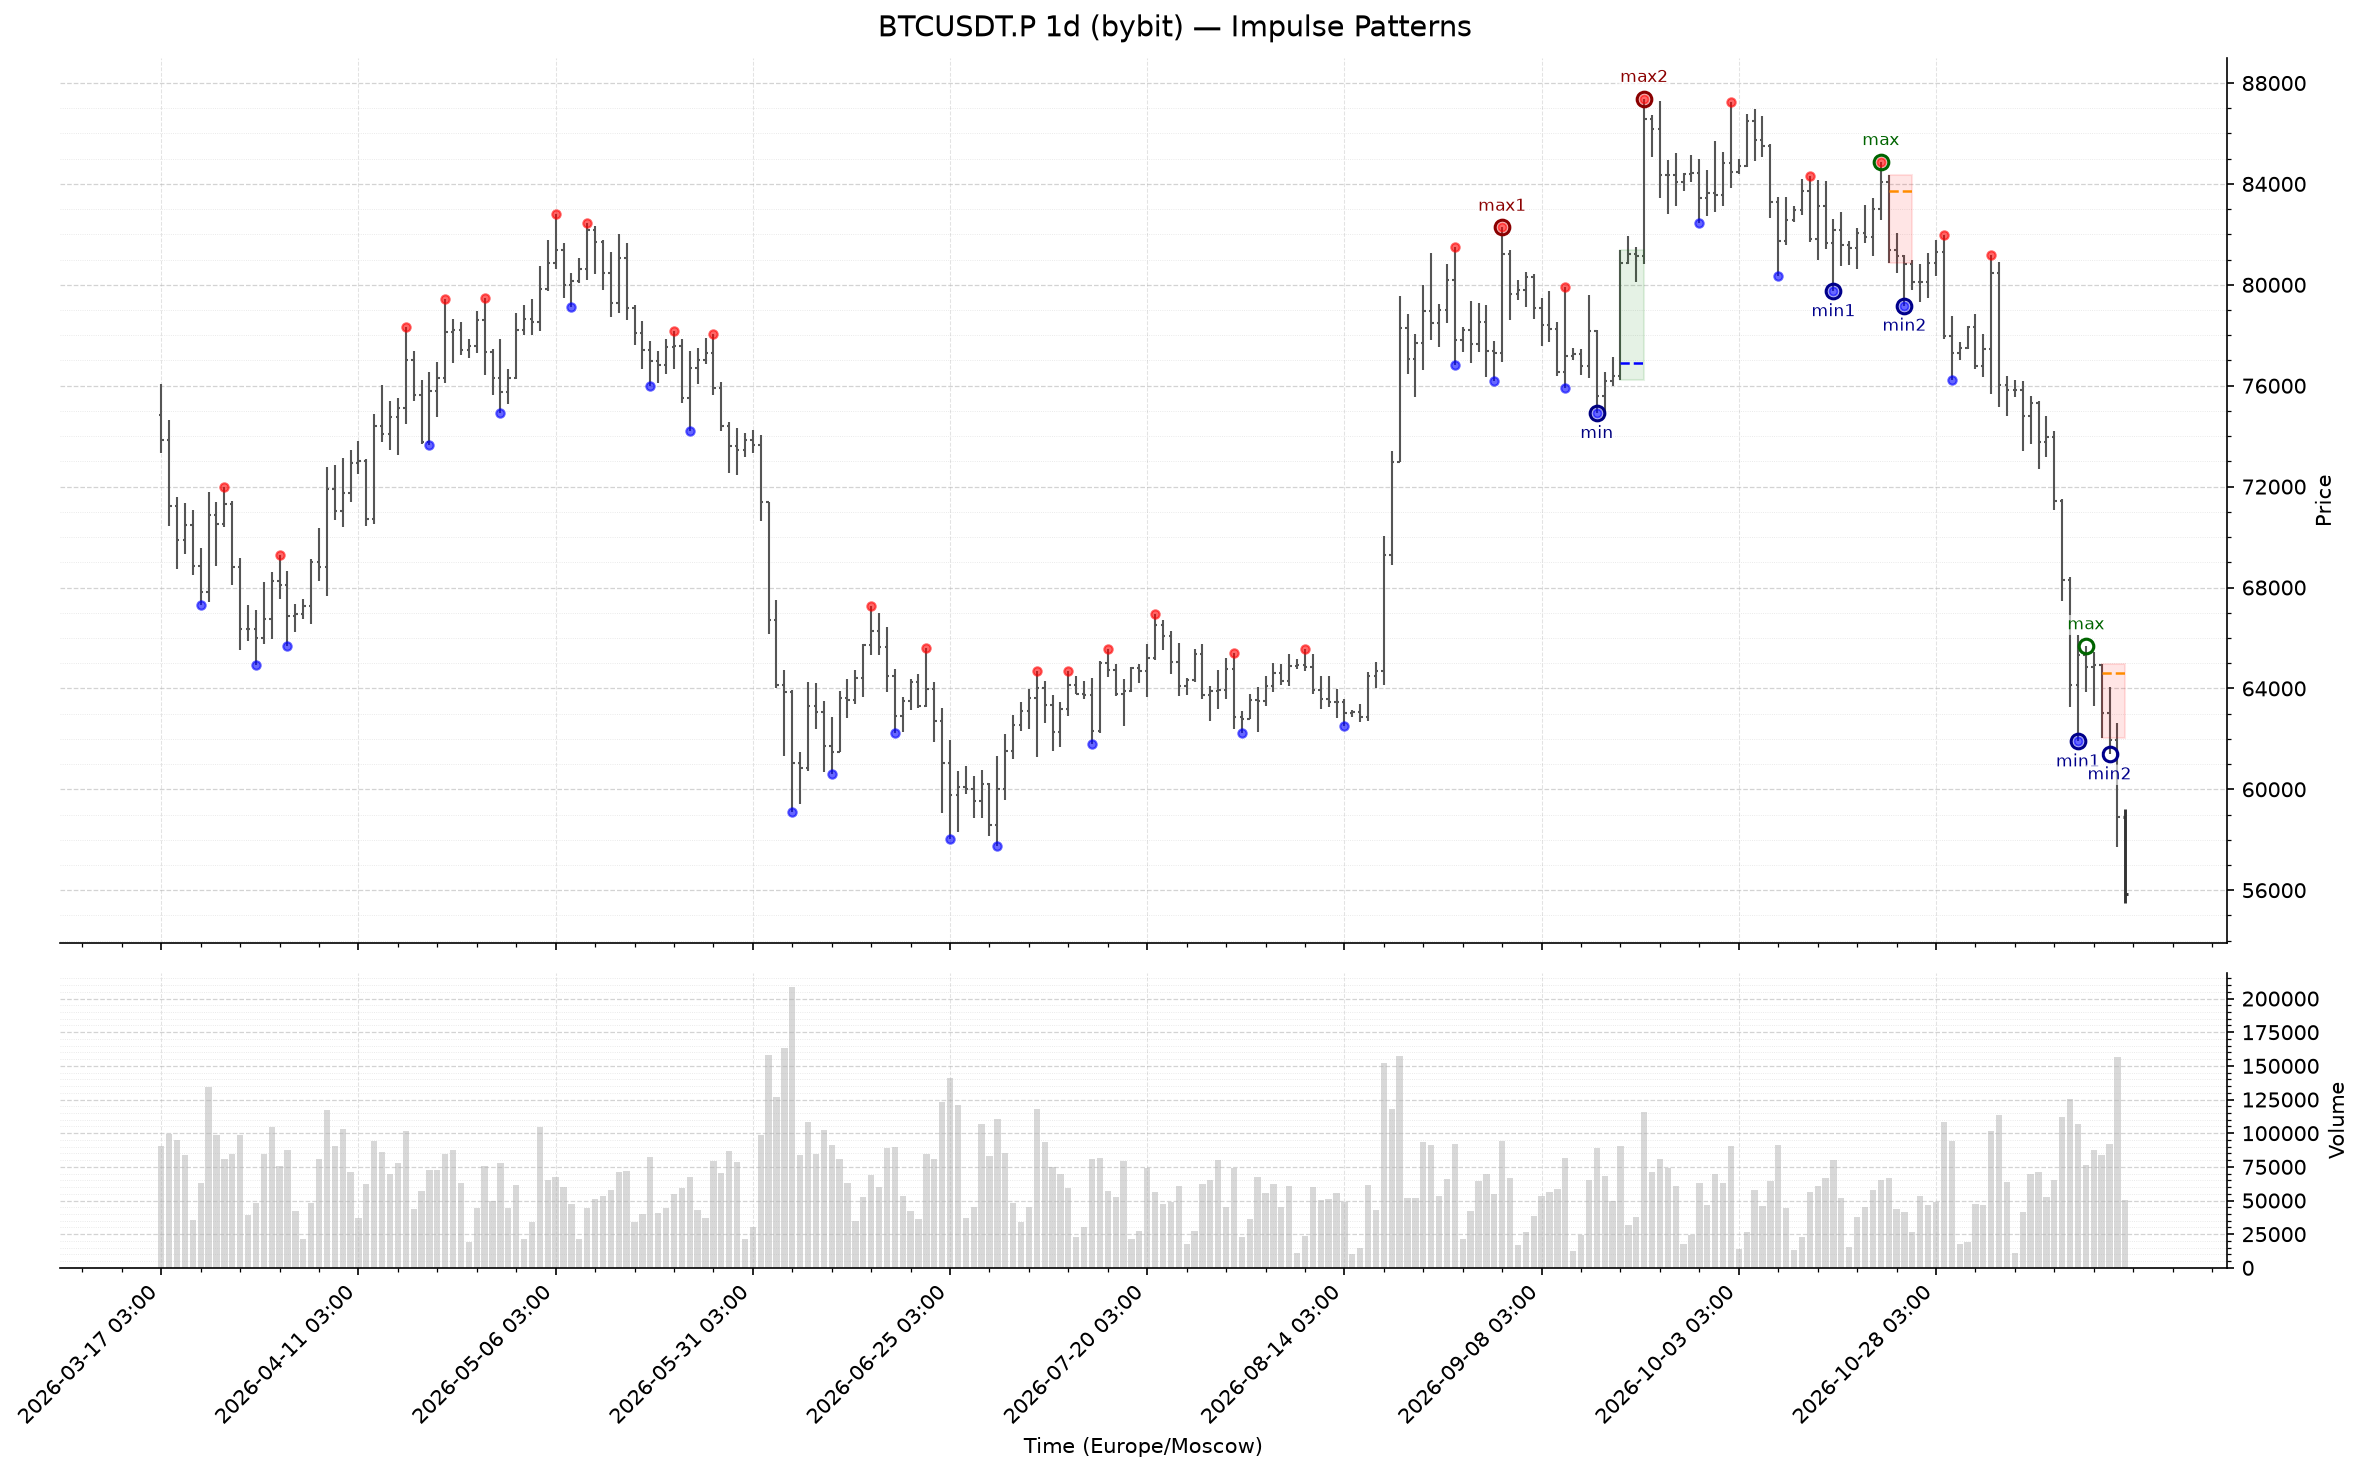 BTCUSDT.P 1d (bybit) — Impulse Patterns
88000
84000
80000
76000
72000
68000
64000
60000
56000
Price
max2
max1
max
min
min1
min2
max
min1
min2
200000
175000
150000
125000
100000
75000
50000
25000
0
Volume
2026-03-17 03:00
2026-04-11 03:00
2026-05-06 03:00
2026-05-31 03:00
2026-06-25 03:00
2026-07-20 03:00
2026-08-14 03:00
2026-09-08 03:00
2026-10-03 03:00
2026-10-28 03:00
Time (Europe/Moscow)